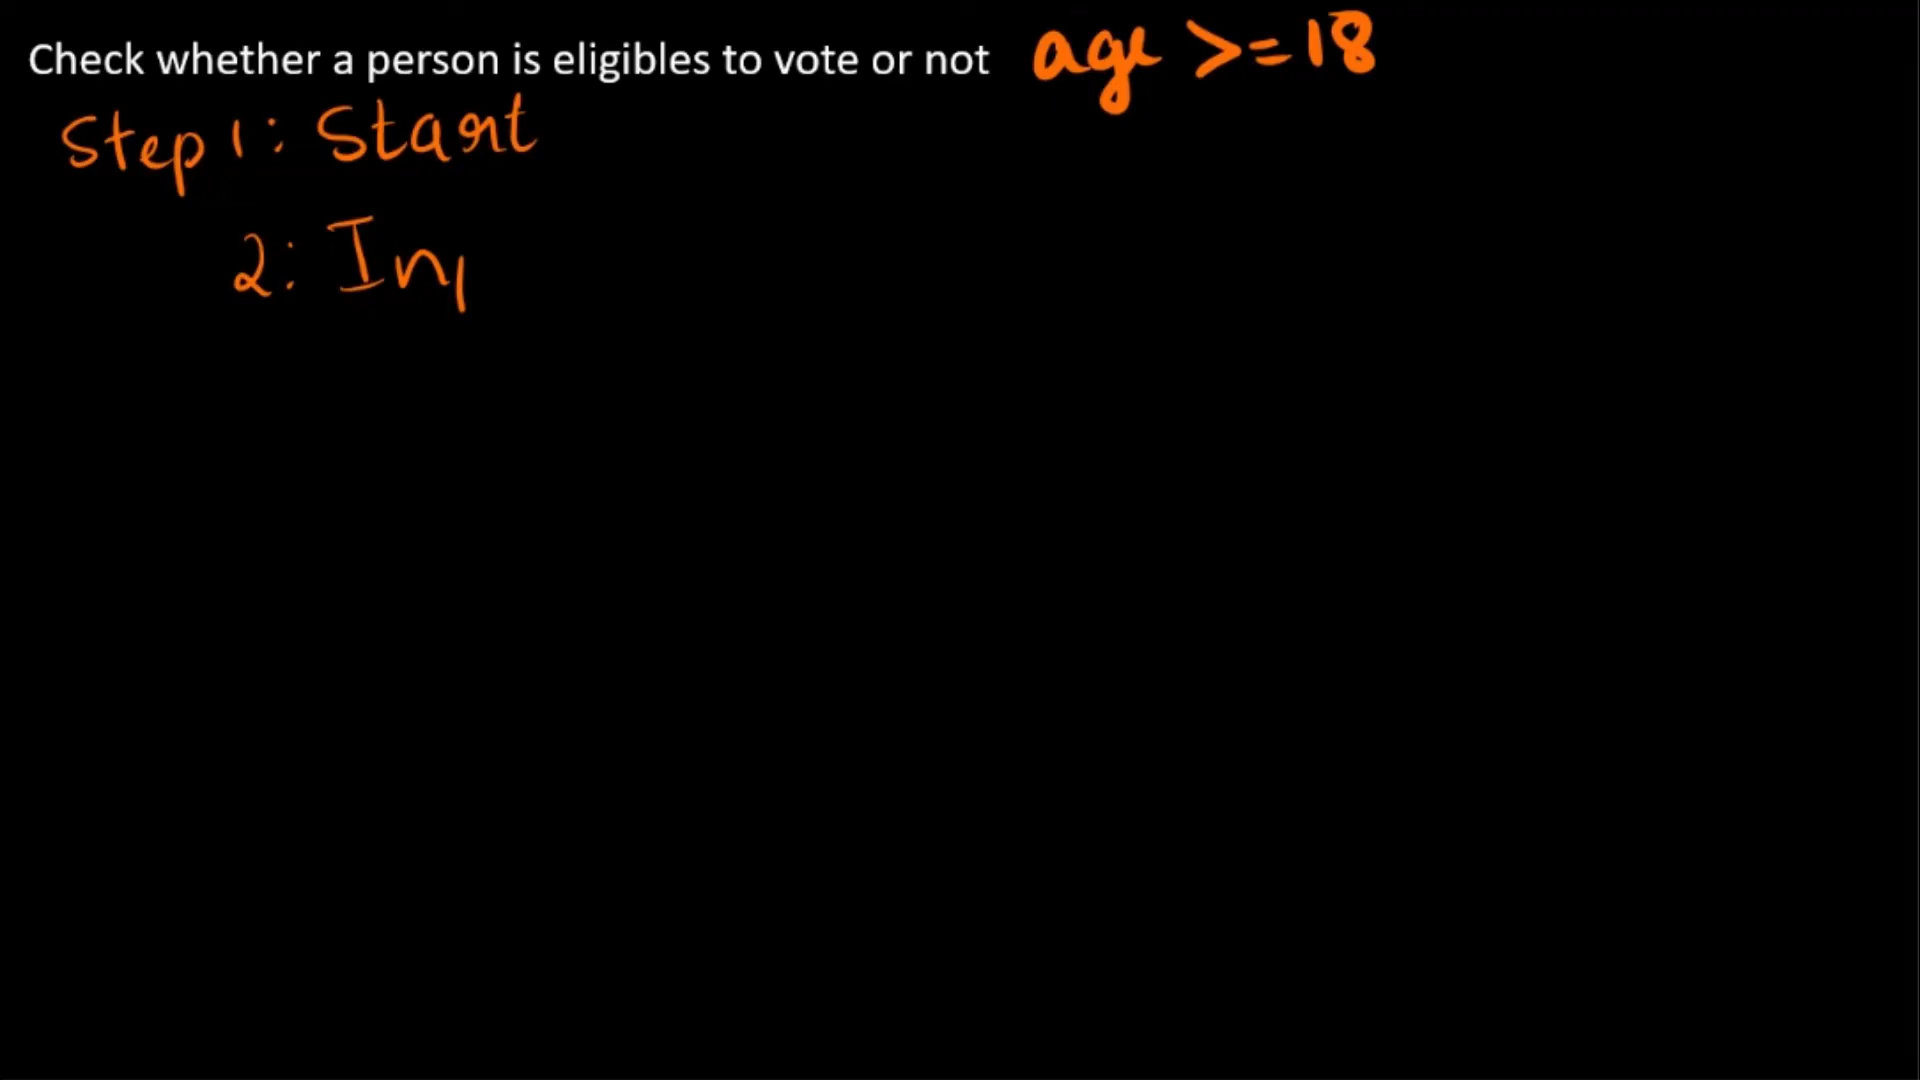 Check whether a person is eligibles to vote or not age >=18
Step 1: Start
2: In